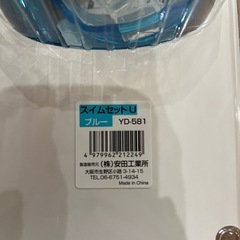 スイムセットU
ブルー YD-581
4 979962 212249
製造発売元 (株)安田工業所
大阪市生野区小路3-14-15
TEL.06-6751-4934
Made in China